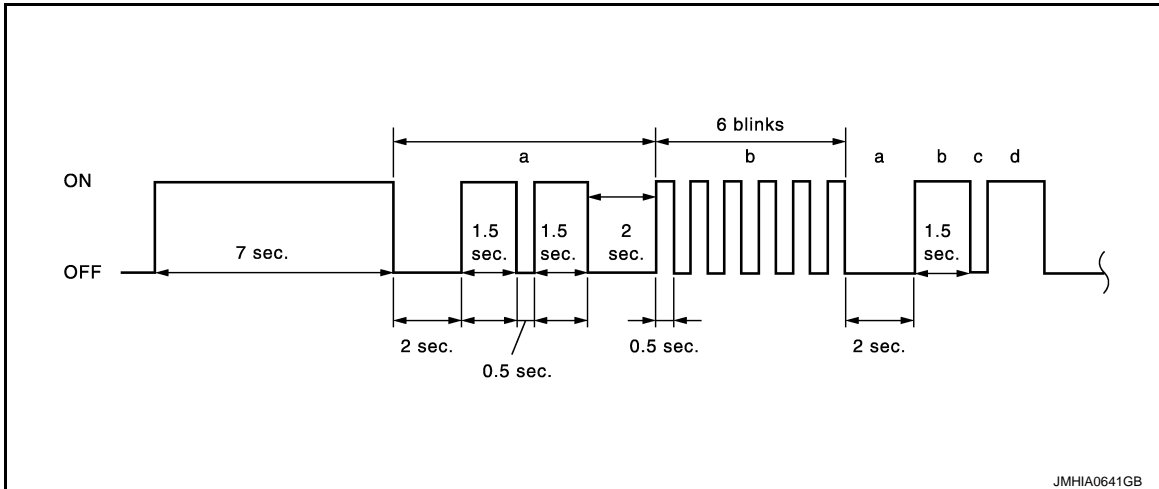 6 blinks
a
b
a
b
c
d
ON
1.5 sec.
1.5 sec.
2 sec.
1.5 sec.
7 sec.
OFF
2 sec.
0.5 sec.
0.5 sec.
2 sec.
JMHIA0641GB